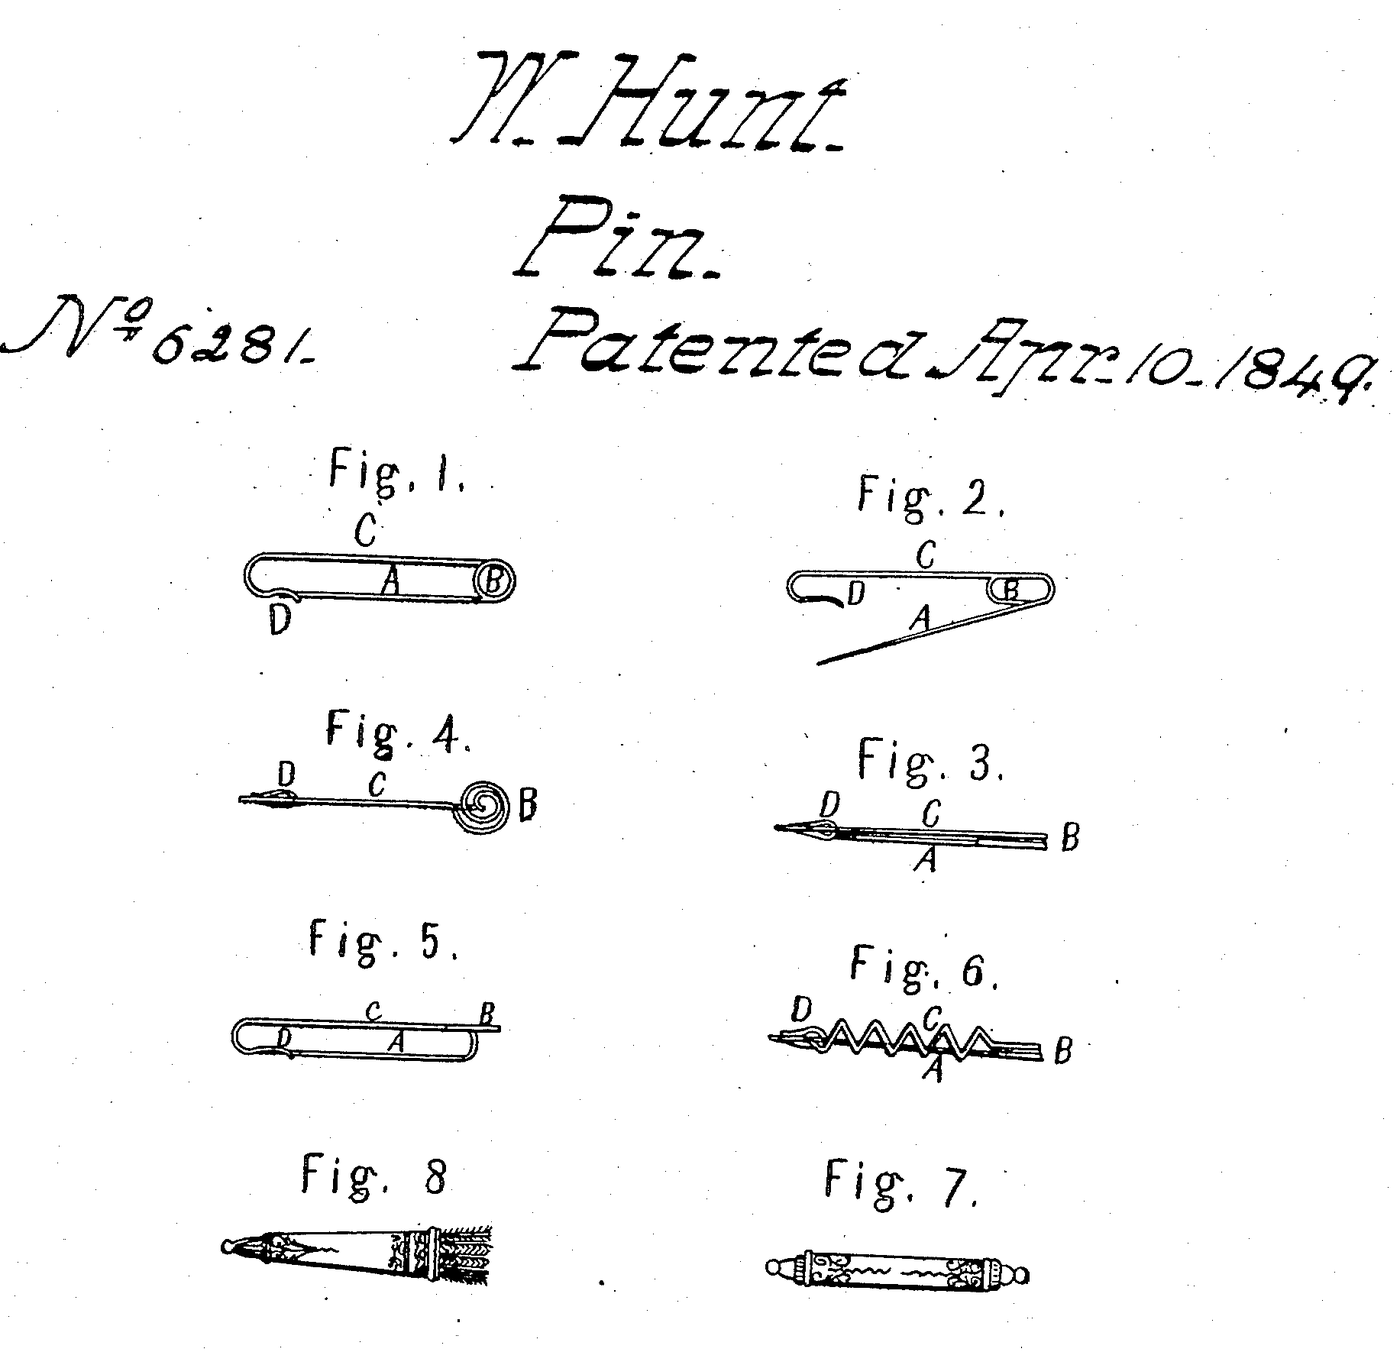 W. Hunt.
Pin.
Nº 6281.
Patented Apr. 10. 1849.
Fig. 1.
C
A
B
D
Fig. 2.
C
D
B
A
Fig. 4.
D
C
B
Fig. 3.
D
C
B
A
Fig. 5.
C
B
D
A
Fig. 6.
D
C
B
A
Fig. 8
Fig. 7.